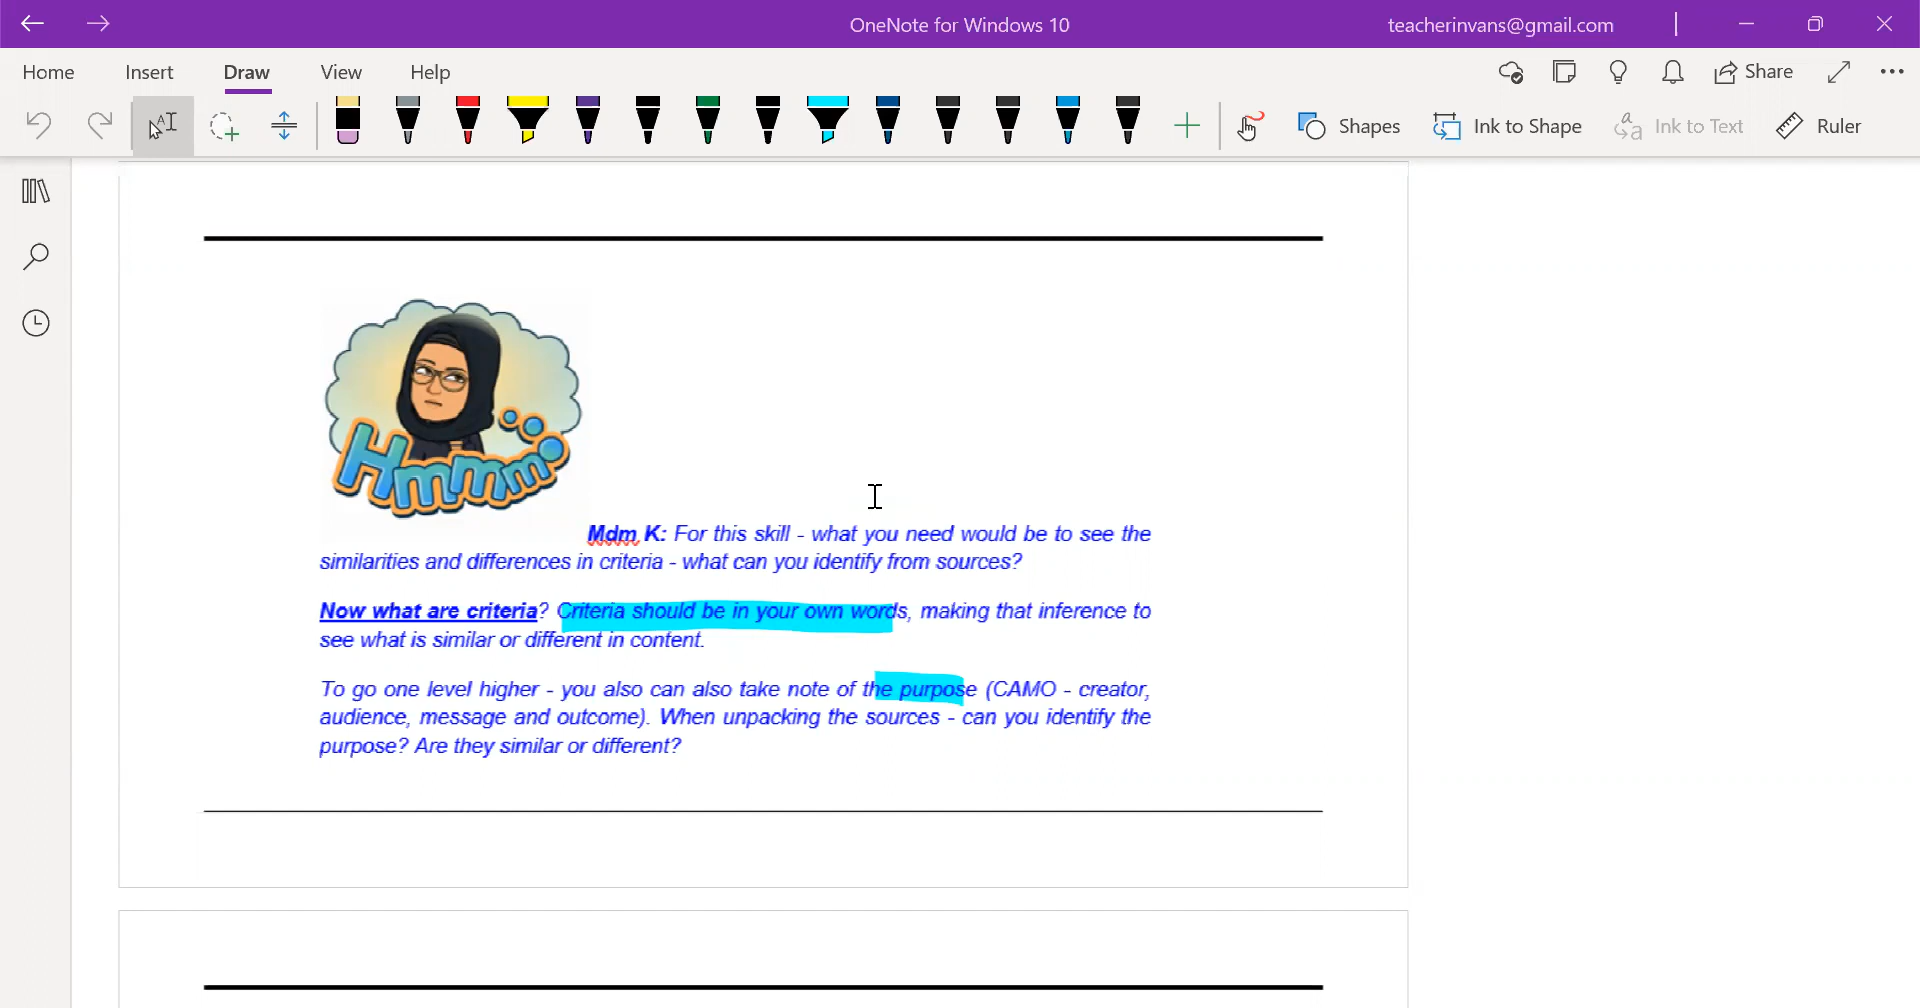 OneNote for Windows 10
teacherinvans@gmail.com
Home Insert Draw View Help
Share
Shapes
Ink to Shape
Ink to Text
Ruler
Hmmm
Mdm K: For this skill - what you need would be to see the
similarities and differences in criteria - what can you identify from sources?
Now what are criteria? Criteria should be in your own words, making that inference to
see what is similar or different in content.
To go one level higher - you also can also take note of the purpose (CAMO - creator,
audience, message and outcome). When unpacking the sources - can you identify the
purpose? Are they similar or different?